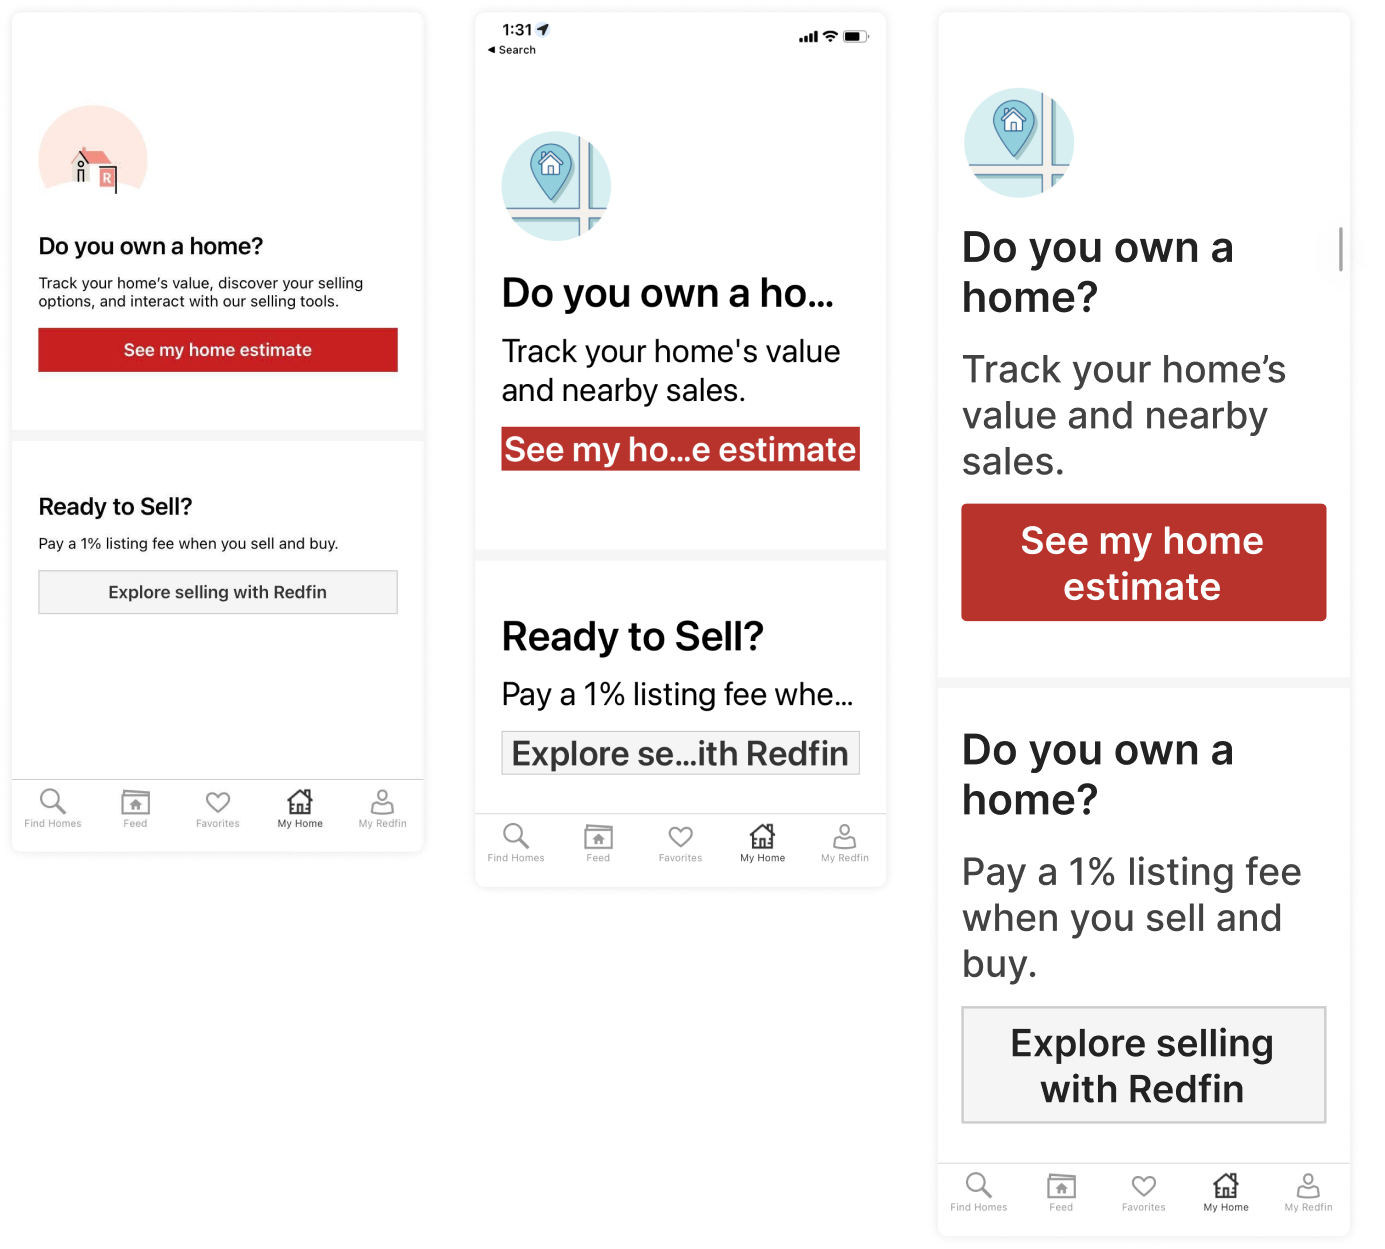 R
Do you own a home?
Track your home's value, discover your selling
options, and interact with our selling tools.
See my home estimate
Ready to Sell?
Pay a 1% listing fee when you sell and buy.
Explore selling with Redfin
Find Homes
Feed
Favorites
My Home
My Redfin
1:31
◀ Search
Do you own a ho...
Track your home's value
and nearby sales.
See my ho...e estimate
Ready to Sell?
Pay a 1% listing fee whe...
Explore se...ith Redfin
Find Homes
Feed
Favorites
My Home
My Redfin
Do you own a
home?
Track your home’s
value and nearby
sales.
See my home
estimate
Do you own a
home?
Pay a 1% listing fee
when you sell and
buy.
Explore selling
with Redfin
Find Homes
Feed
Favorites
My Home
My Redfin